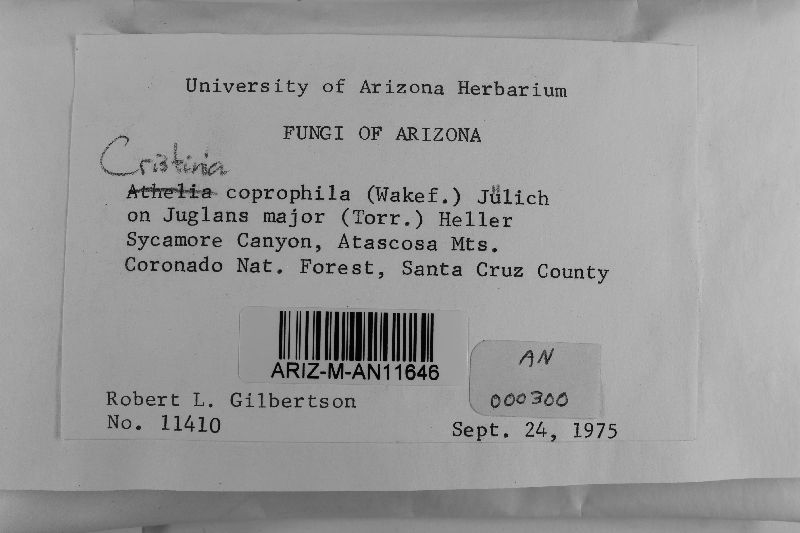 University of Arizona Herbarium
FUNGI OF ARIZONA
Cristinia
Athelia coprophila (Wakef.) Jülich
on Juglans major (Torr.) Heller
Sycamore Canyon, Atascosa Mts.
Coronado Nat. Forest, Santa Cruz County
ARIZ-M-AN11646
AN
000300
Robert L. Gilbertson
No. 11410
Sept. 24, 1975